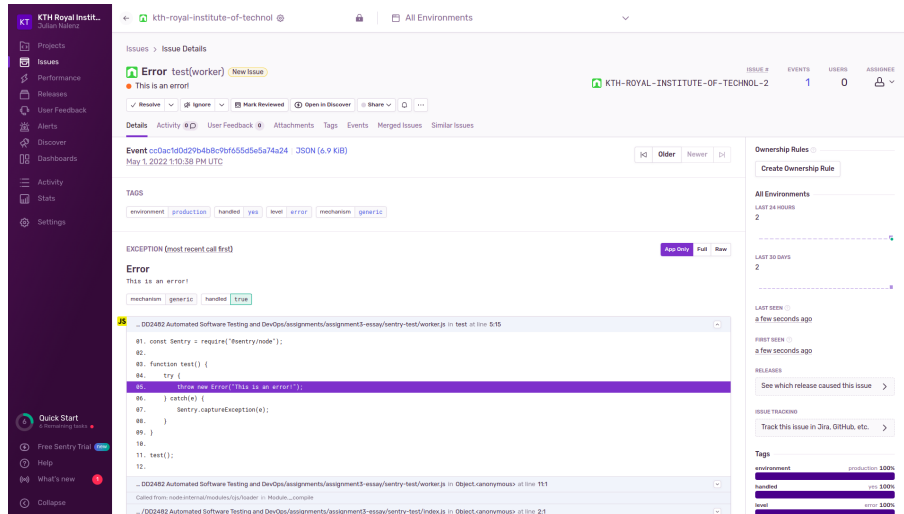 KT
KTH Royal Instit...
Julian Nalenz
Projects
Issues
Performance
Releases
User Feedback
Alerts
Discover
Dashboards
Activity
Stats
Settings
6
Quick Start
6 Remaining tasks
Free Sentry Trial new
Help
What's new
Collapse
kth-royal-institute-of-technol
All Environments
Issues > Issue Details
Error test(worker) New Issue
This is an error!
ISSUE #
KTH-ROYAL-INSTITUTE-OF-TECHNOL-2
EVENTS
1
USERS
0
ASSIGNEE
Resolve
Ignore
Mark Reviewed
Open in Discover
Share
Details Activity 0 User Feedback 0 Attachments Tags Events Merged Issues Similar Issues
Event cc0ac1d0d29b4b8c9bf655d5e5a74a24 | JSON (6.9 KiB)
May 1, 2022 1:10:38 PM UTC
Older Newer
TAGS
environment production handled yes level error mechanism generic
EXCEPTION (most recent call first)
App Only Full Raw
Error
This is an error!
mechanism generic handled true
JS
... DD2482 Automated Software Testing and DevOps/assignments/assignment3-essay/sentry-test/worker.js in test at line 5:15
01. const Sentry = require("@sentry/node");
02.
03. function test() {
04. try {
05. throw new Error("This is an error!");
06. } catch(e) {
07. Sentry.captureException(e);
08. }
09. }
10.
11. test();
12.
... DD2482 Automated Software Testing and DevOps/assignments/assignment3-essay/sentry-test/worker.js in Object.<anonymous> at line 11:1
Called from: node:internal/modules/cjs/loader in Module._compile
.../DD2482 Automated Software Testing and DevOps/assignments/assignment3-essay/sentry-test/index.js in Object.<anonymous> at line 2:1
Ownership Rules
Create Ownership Rule
All Environments
LAST 24 HOURS
2
LAST 30 DAYS
2
LAST SEEN
a few seconds ago
FIRST SEEN
a few seconds ago
RELEASES
See which release caused this issue
ISSUE TRACKING
Track this issue in Jira, GitHub, etc.
Tags
environment production 100%
handled yes 100%
level error 100%